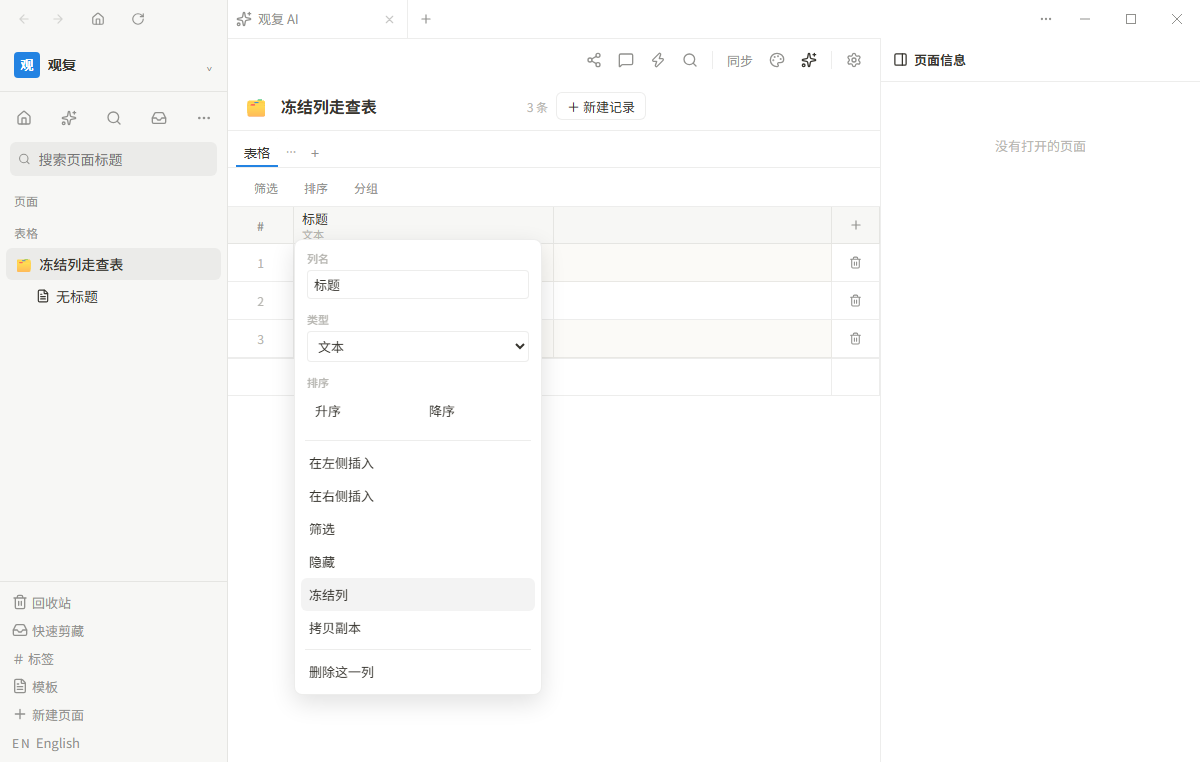 观复 AI
观 观复
搜索页面标题
页面
表格
冻结列走查表
无标题
回收站
快速剪藏
# 标签
模板
新建页面
EN English
同步
冻结列走查表
3 条
+ 新建记录
表格 ... +
筛选 排序 分组
# 标题
文本
1
2
3
列名
标题
类型
文本
排序
升序 降序
在左侧插入
在右侧插入
筛选
隐藏
冻结列
拷贝副本
删除这一列
页面信息
没有打开的页面